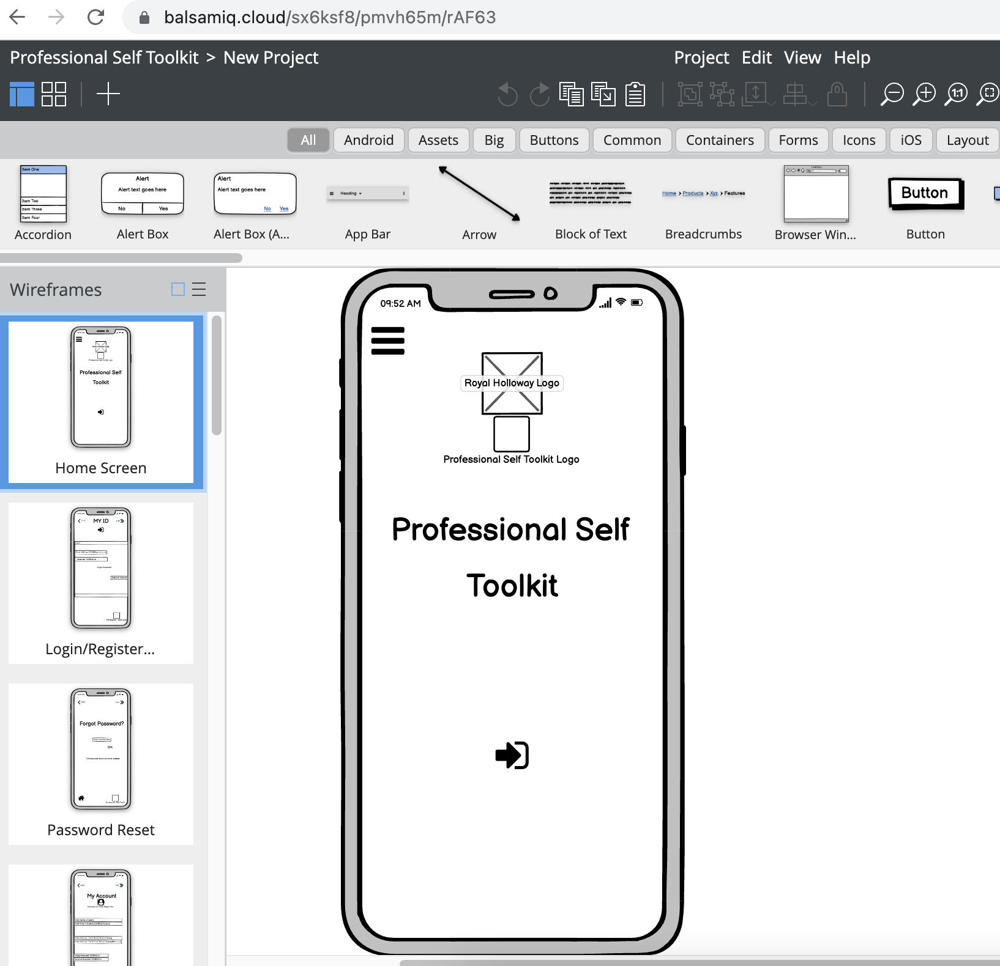 balsamiq.cloud/sx6ksf8/pmvh65m/rAF63
Professional Self Toolkit > New Project
Project Edit View Help
1:1
All Android Assets Big Buttons Common Containers Forms Icons iOS Layout
Item One
Item Two
Item Three
Item Four
Accordion
Alert
Alert text goes here
No Yes
Alert Box
Alert
Alert text goes here
No Yes
Alert Box (A...
Heading
App Bar
Arrow
Block of Text
Home > Products > Xyz > Features
Breadcrumbs
Browser Win...
Button
Button
Wireframes
Professional Self
Toolkit
Home Screen
MY ID
Login/Register...
Forgot Password?
OK
Password Reset
My Account
09:52 AM
Royal Holloway Logo
Professional Self Toolkit Logo
Professional Self
Toolkit